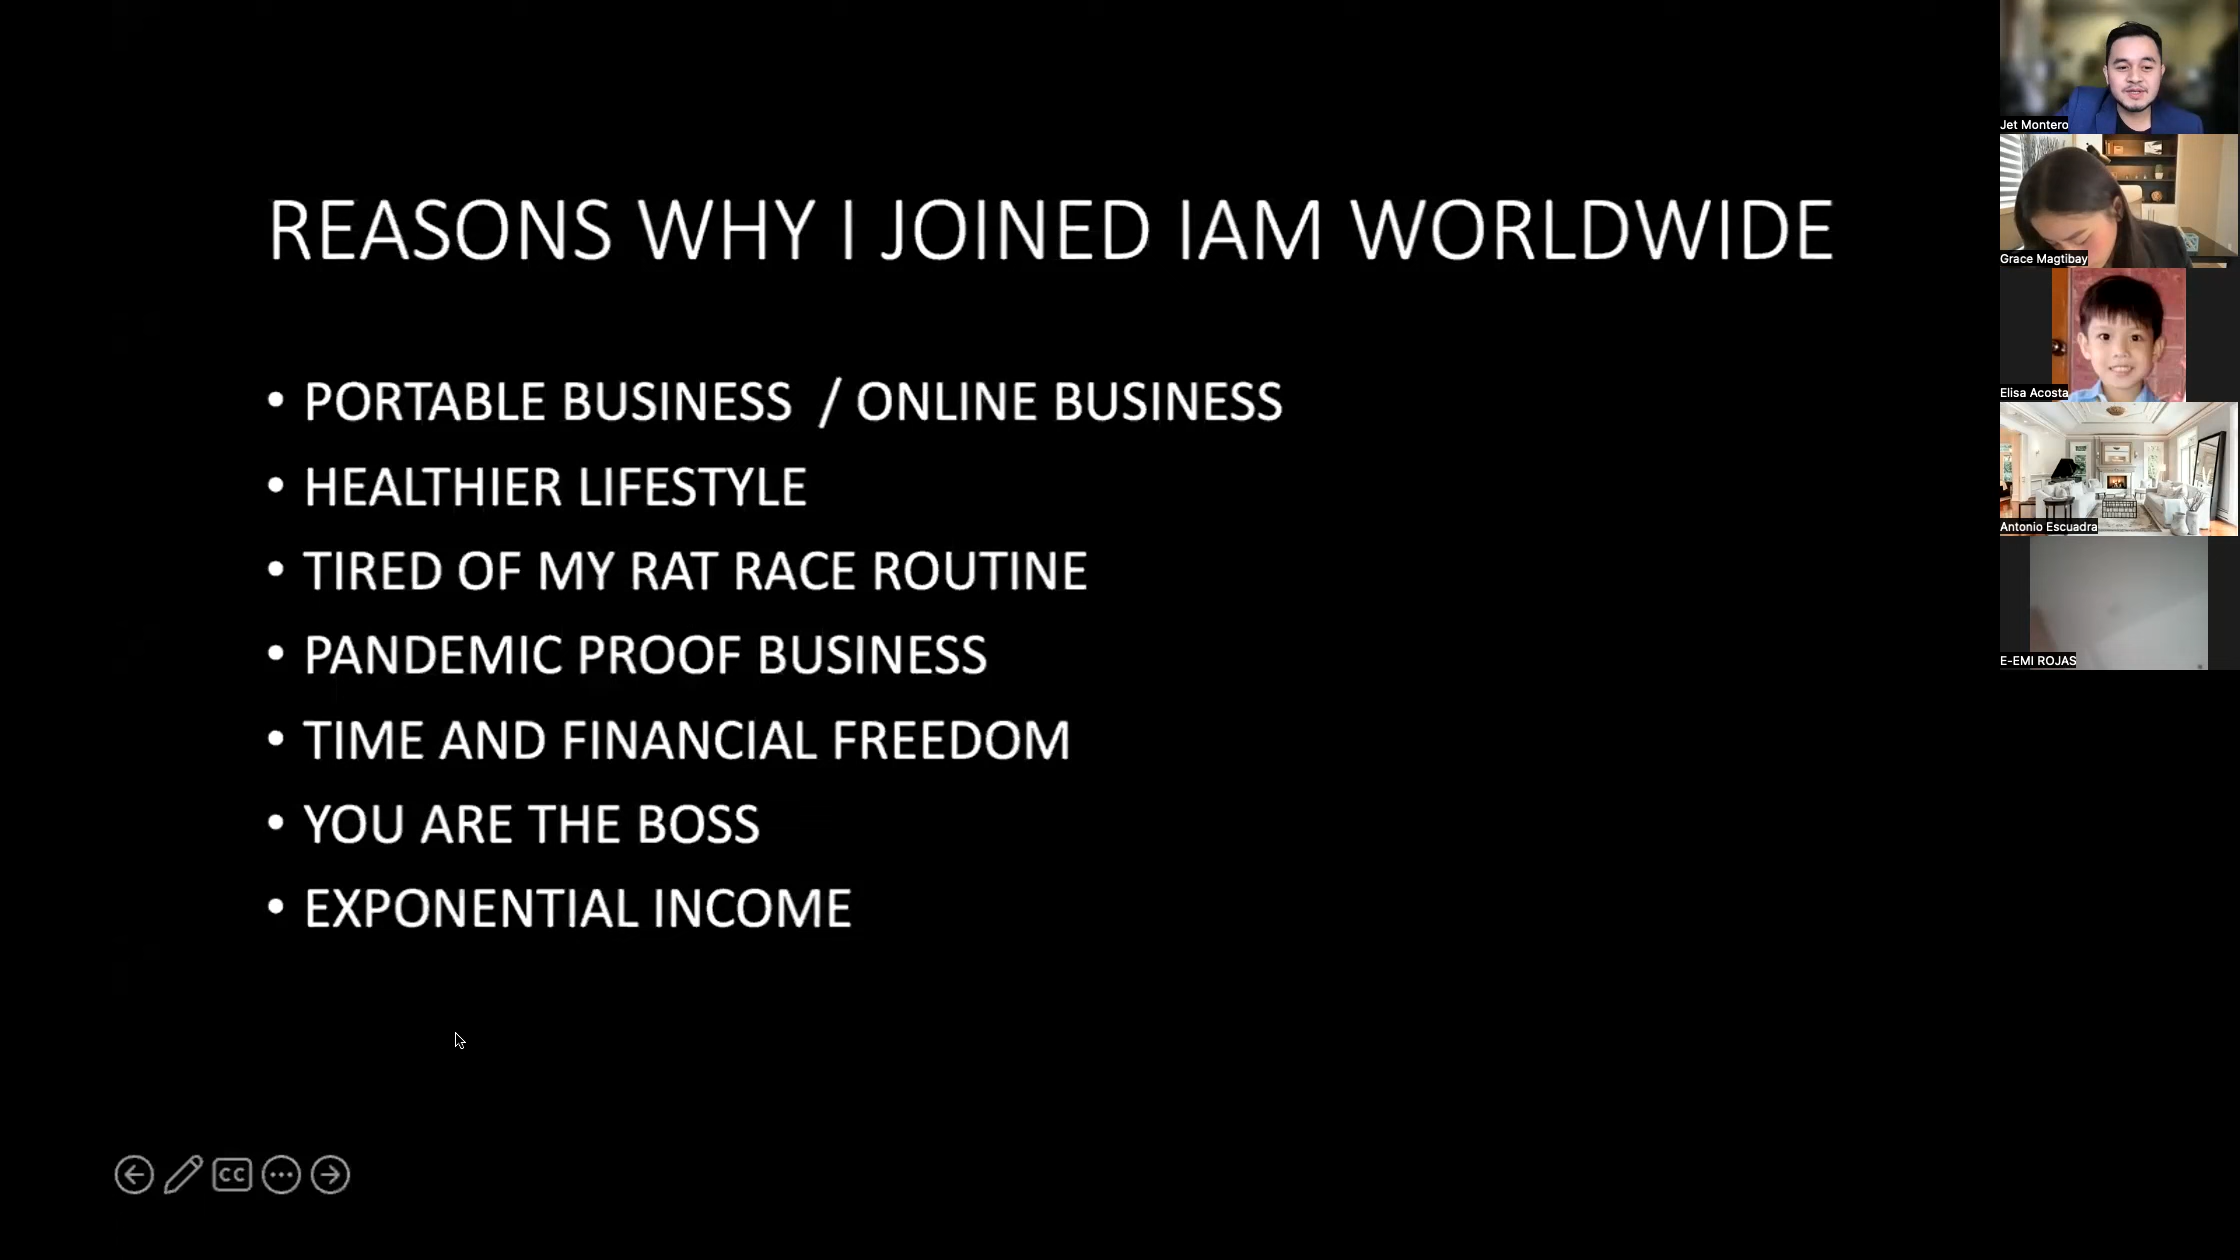 REASONS WHY I JOINED IAM WORLDWIDE
• PORTABLE BUSINESS / ONLINE BUSINESS
• HEALTHIER LIFESTYLE
• TIRED OF MY RAT RACE ROUTINE
• PANDEMIC PROOF BUSINESS
• TIME AND FINANCIAL FREEDOM
• YOU ARE THE BOSS
• EXPONENTIAL INCOME
CC
Jet Montero
Grace Magtibay
Elisa Acosta
Antonio Escuadra
E-EMI ROJAS